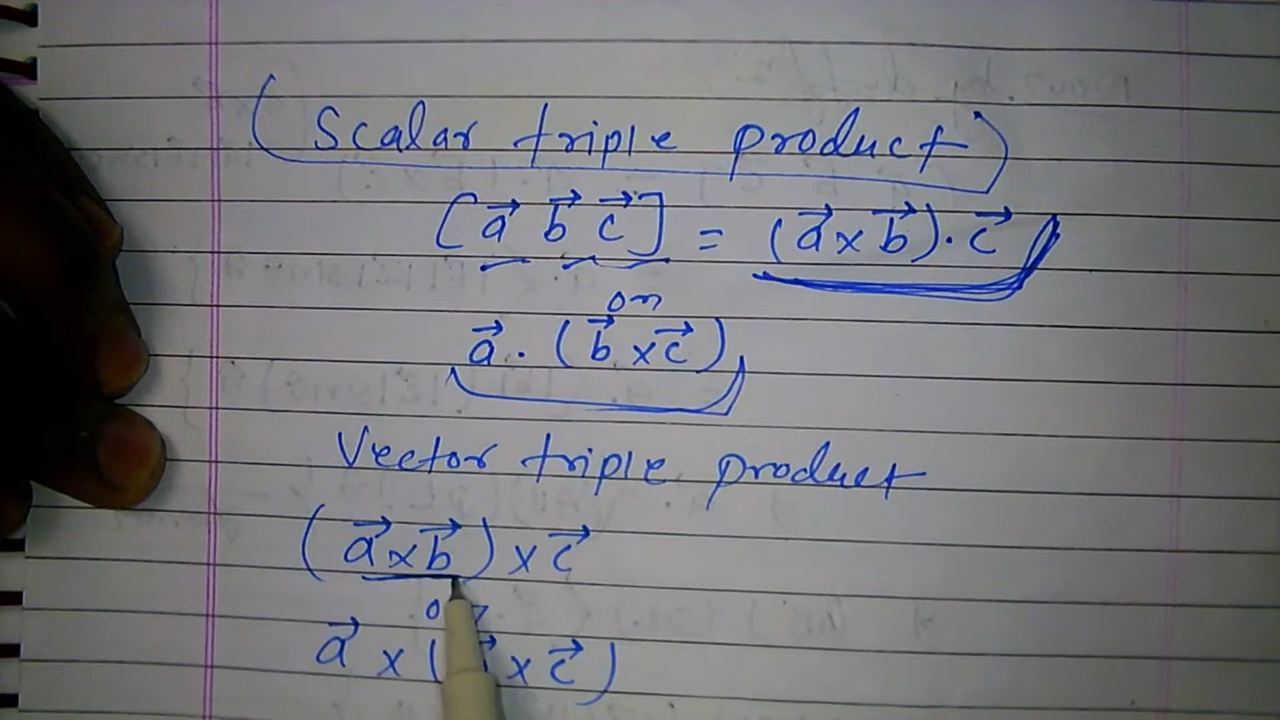 (Scalar triple product)
[a⃗ b⃗ c⃗] = (a⃗ × b⃗) · c⃗
or
a⃗ · (b⃗ × c⃗)
Vector triple product
(a⃗ × b⃗) × c⃗
or
a⃗ × ( × c⃗)